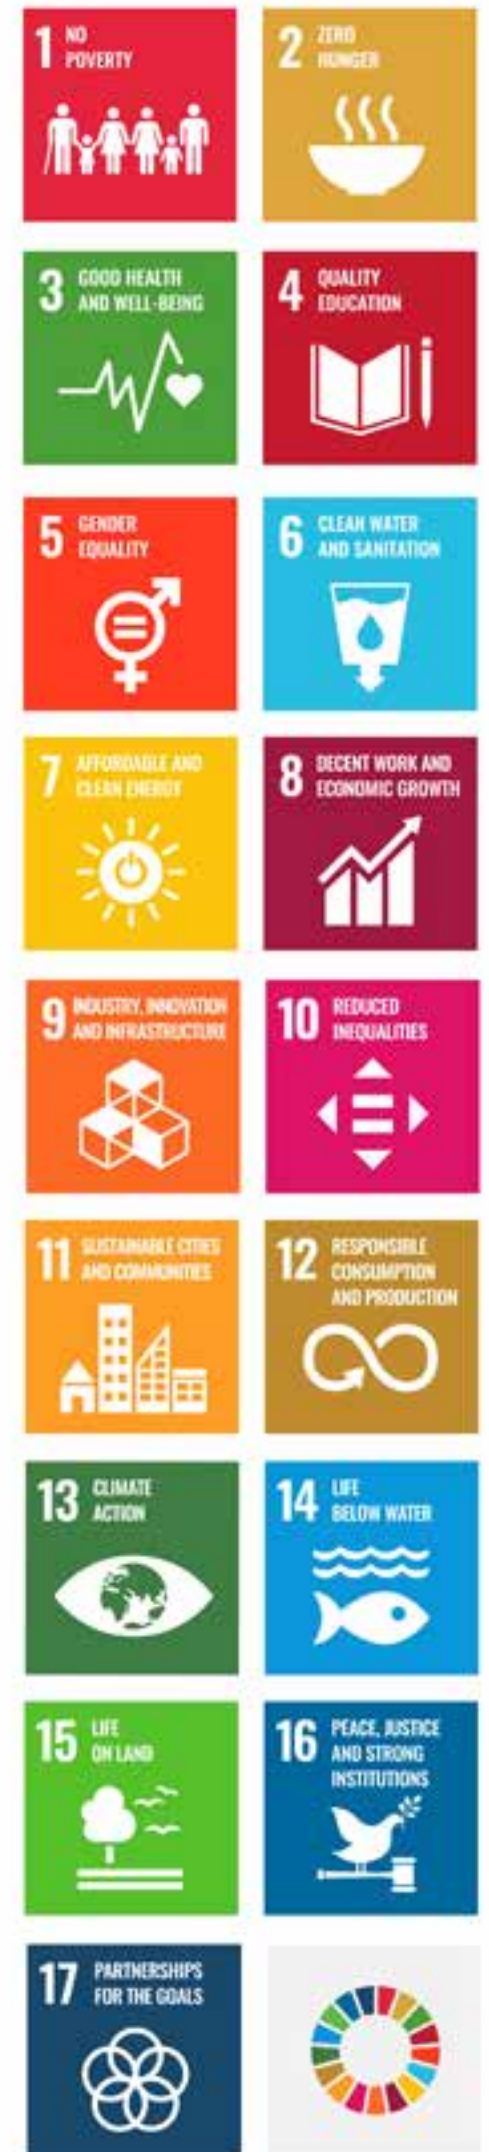 1 NO
POVERTY
2 ZERO
HUNGER
3 GOOD HEALTH
AND WELL-BEING
4 QUALITY
EDUCATION
5 GENDER
EQUALITY
6 CLEAN WATER
AND SANITATION
7 AFFORDABLE AND
CLEAN ENERGY
8 DECENT WORK AND
ECONOMIC GROWTH
9 INDUSTRY, INNOVATION
AND INFRASTRUCTURE
10 REDUCED
INEQUALITIES
11 SUSTAINABLE CITIES
AND COMMUNITIES
12 RESPONSIBLE
CONSUMPTION
AND PRODUCTION
13 CLIMATE
ACTION
14 LIFE
BELOW WATER
15 LIFE
ON LAND
16 PEACE, JUSTICE
AND STRONG
INSTITUTIONS
17 PARTNERSHIPS
FOR THE GOALS